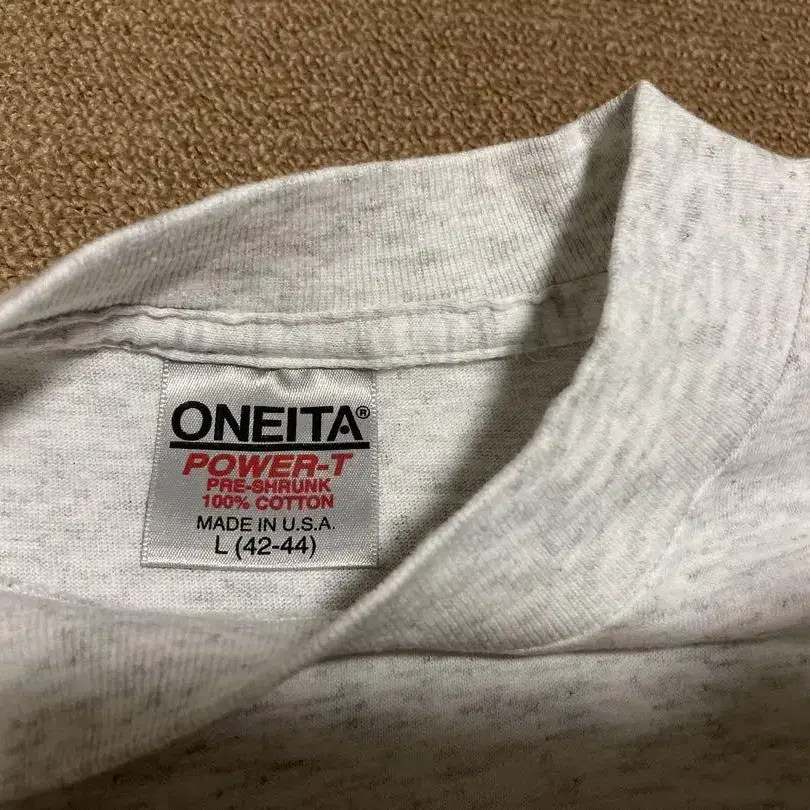 ONEITA®
POWER-T
PRE-SHRUNK
100% COTTON
MADE IN U.S.A.
L (42-44)